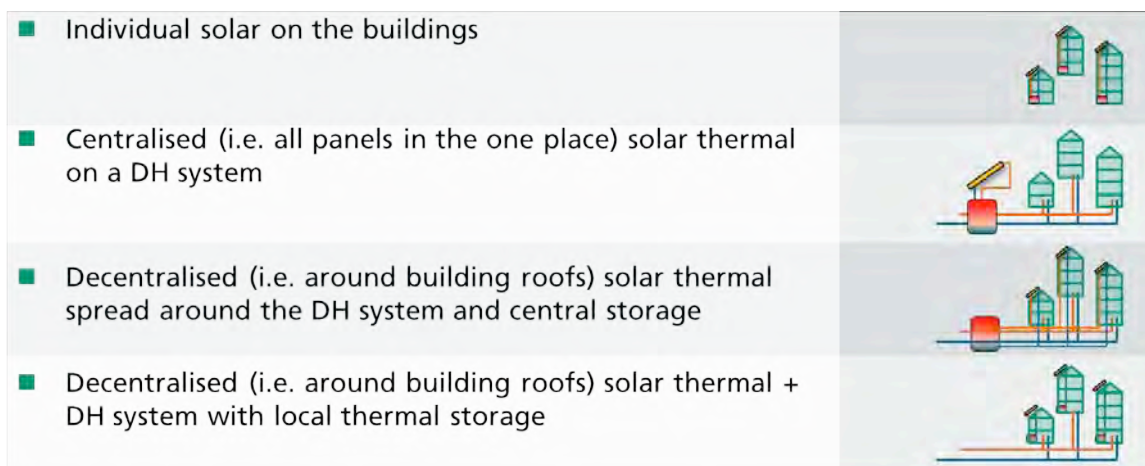 Individual solar on the buildings
Centralised (i.e. all panels in the one place) solar thermal
on a DH system
Decentralised (i.e. around building roofs) solar thermal
spread around the DH system and central storage
Decentralised (i.e. around building roofs) solar thermal +
DH system with local thermal storage